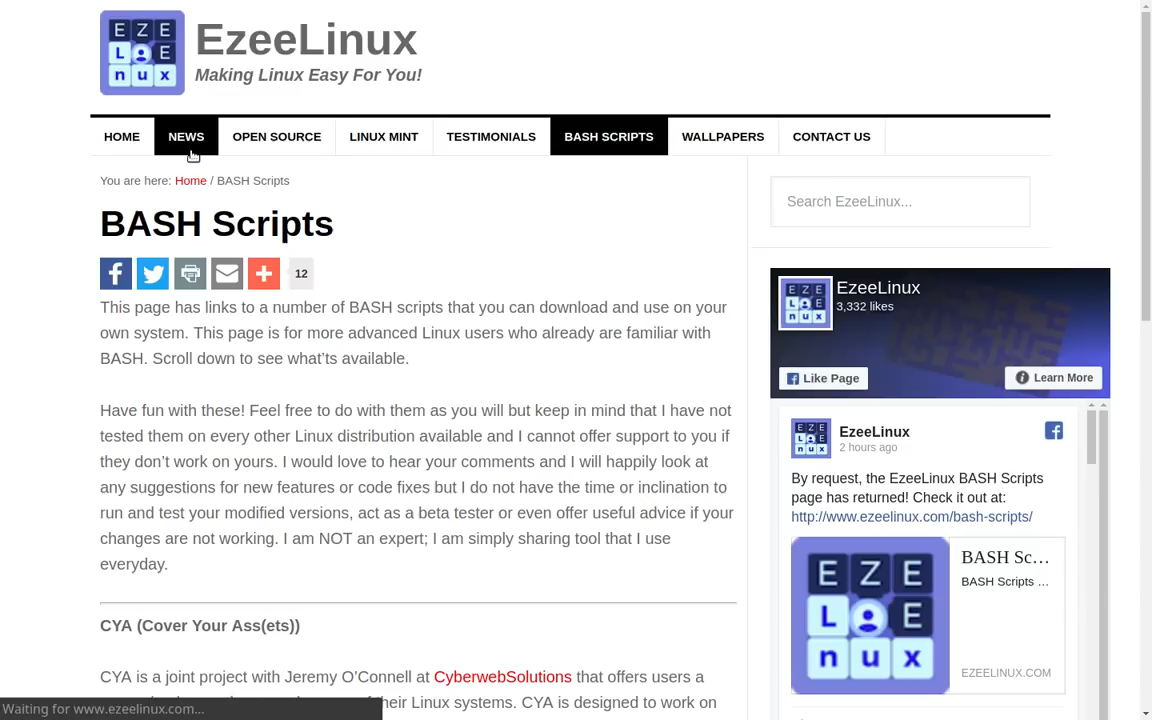 E Z E
L E
n u x
EzeeLinux
Making Linux Easy For You!
HOME NEWS OPEN SOURCE LINUX MINT TESTIMONIALS BASH SCRIPTS WALLPAPERS CONTACT US
You are here: Home / BASH Scripts
BASH Scripts
12
This page has links to a number of BASH scripts that you can download and use on your
own system. This page is for more advanced Linux users who already are familiar with
BASH. Scroll down to see what's available.
Have fun with these! Feel free to do with them as you will but keep in mind that I have not
tested them on every other Linux distribution available and I cannot offer support to you if
they don't work on yours. I would love to hear your comments and I will happily look at
any suggestions for new features or code fixes but I do not have the time or inclination to
run and test your modified versions, act as a beta tester or even offer useful advice if your
changes are not working. I am NOT an expert; I am simply sharing tool that I use
everyday.
CYA (Cover Your Ass(ets))
CYA is a joint project with Jeremy O'Connell at CyberwebSolutions that offers users a
their Linux systems. CYA is designed to work on
Waiting for www.ezeelinux.com...
Search EzeeLinux...
E Z E
L E
n u x
EzeeLinux
3,332 likes
Like Page
Learn More
E Z E
L E
n u x
EzeeLinux
2 hours ago
By request, the EzeeLinux BASH Scripts
page has returned! Check it out at:
http://www.ezeelinux.com/bash-scripts/
E Z E
L E
n u x
BASH Sc...
BASH Scripts ...
EZEELINUX.COM